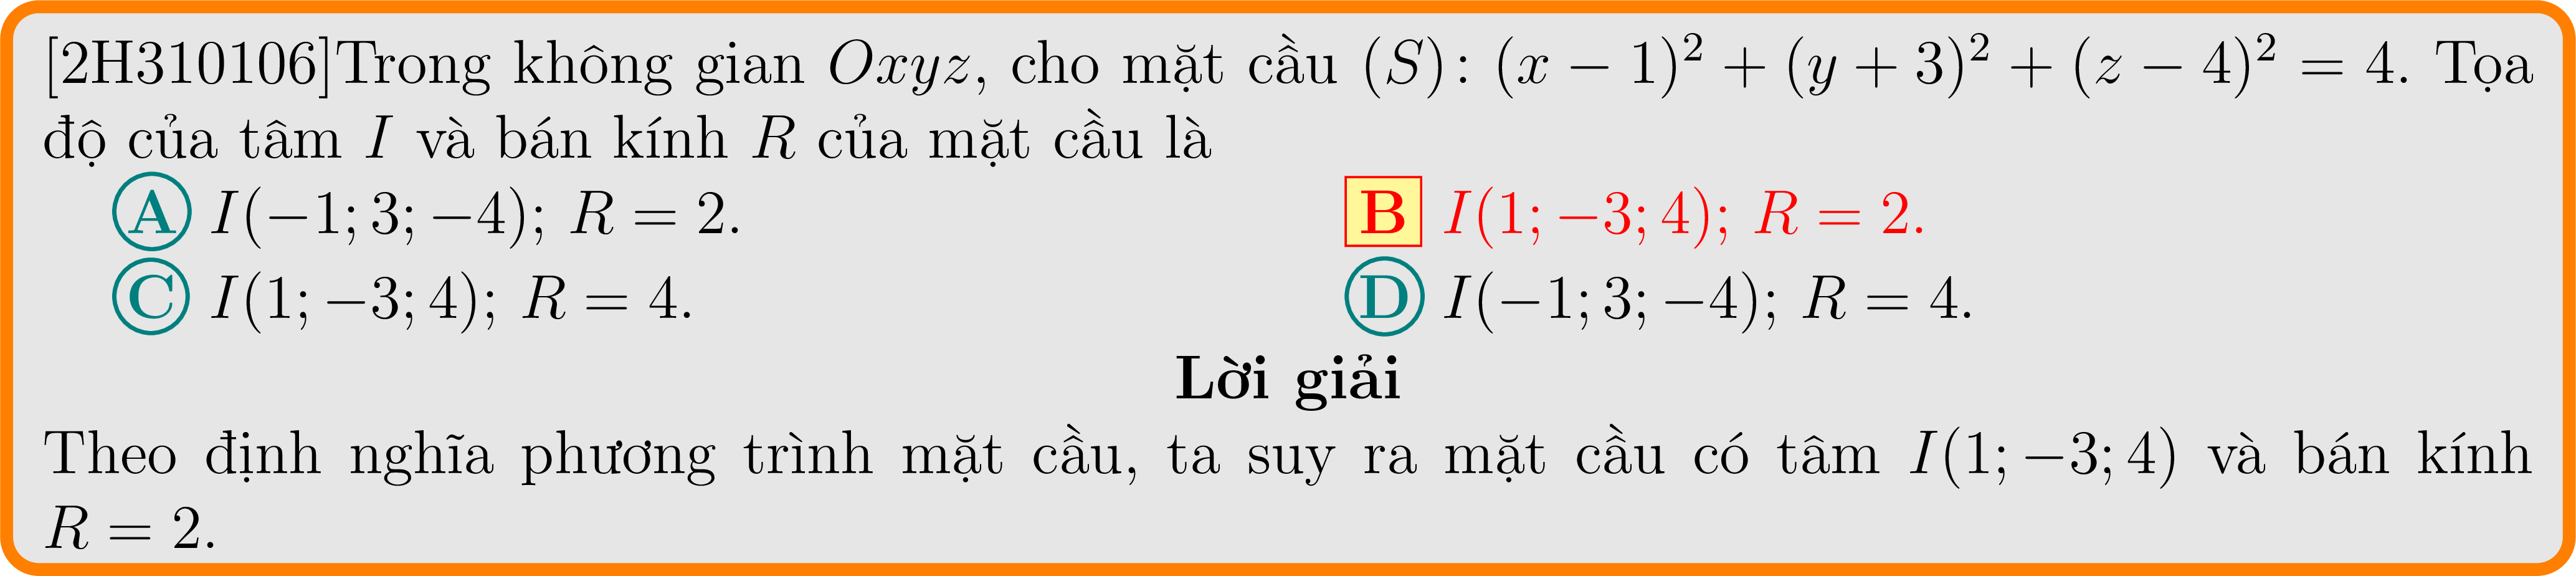 [2H310106]Trong không gian Oxyz, cho mặt cầu (S): (x − 1)² + (y + 3)² + (z − 4)² = 4. Tọa
độ của tâm I và bán kính R của mặt cầu là
A I(−1; 3; −4); R = 2. B I(1; −3; 4); R = 2.
C I(1; −3; 4); R = 4. D I(−1; 3; −4); R = 4.
Lời giải
Theo định nghĩa phương trình mặt cầu, ta suy ra mặt cầu có tâm I(1; −3; 4) và bán kính
R = 2.